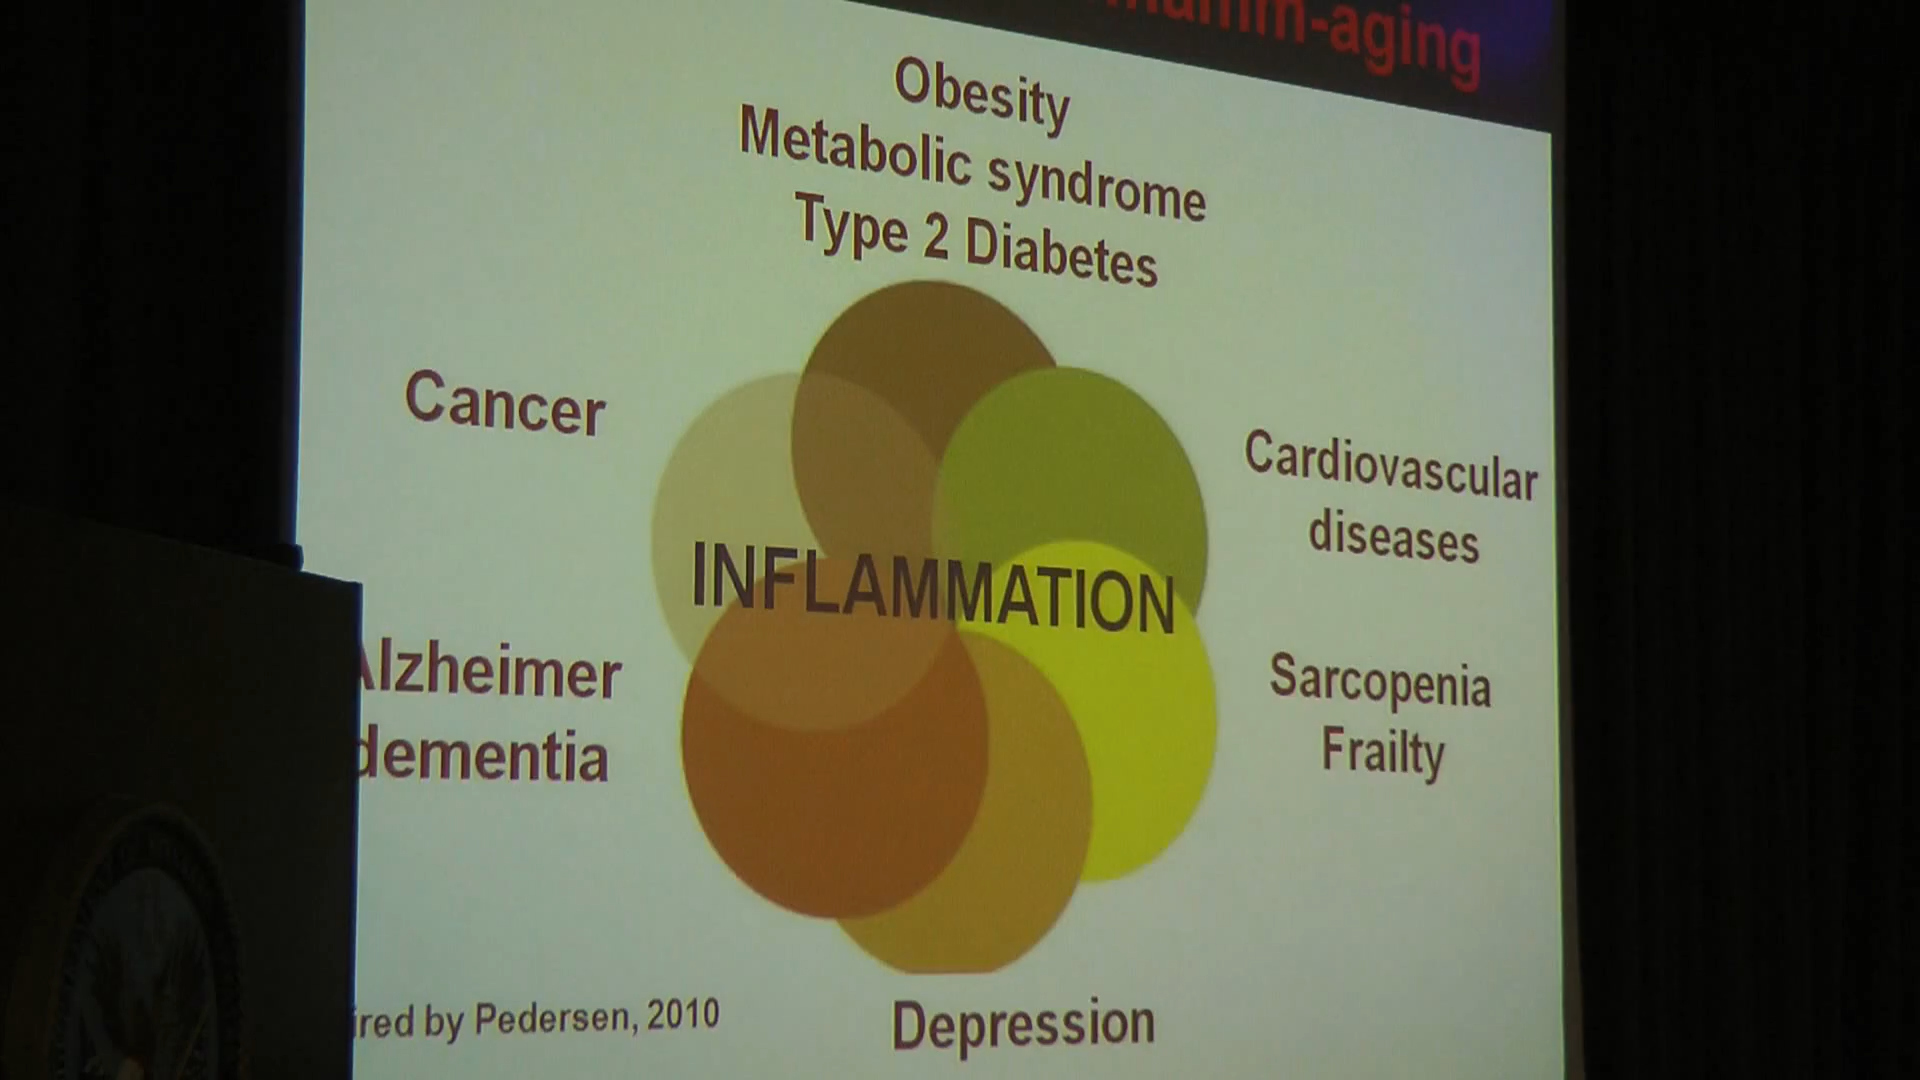 -aging
Obesity
Metabolic syndrome
Type 2 Diabetes
Cancer
Cardiovascular
diseases
INFLAMMATION
Alzheimer
dementia
Sarcopenia
Frailty
ired by Pedersen, 2010
Depression